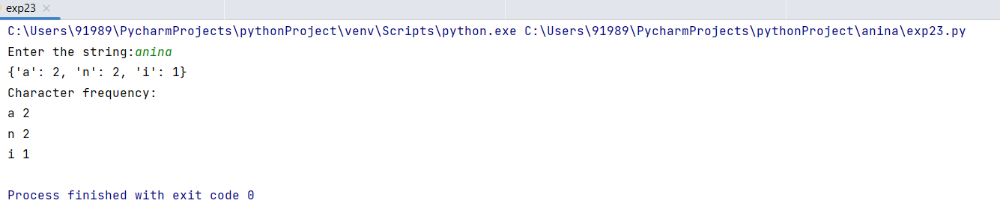 exp23
C:\Users\91989\PycharmProjects\pythonProject\venv\Scripts\python.exe C:\Users\91989\PycharmProjects\pythonProject\anina\exp23.py
Enter the string:anina
{'a': 2, 'n': 2, 'i': 1}
Character frequency:
a 2
n 2
i 1
Process finished with exit code 0